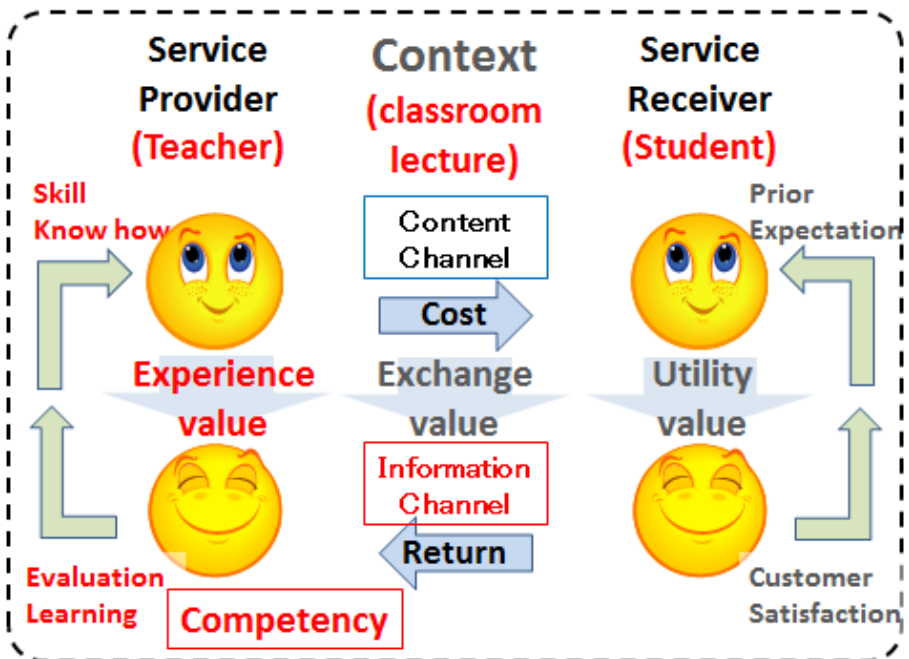 Service
Provider
(Teacher)
Context
(classroom
lecture)
Service
Receiver
(Student)
Skill
Know how
Content
Channel
Prior
Expectation
Cost
Experience
value
Exchange
value
Utility
value
Information
Channel
Return
Evaluation
Learning
Competency
Customer
Satisfaction